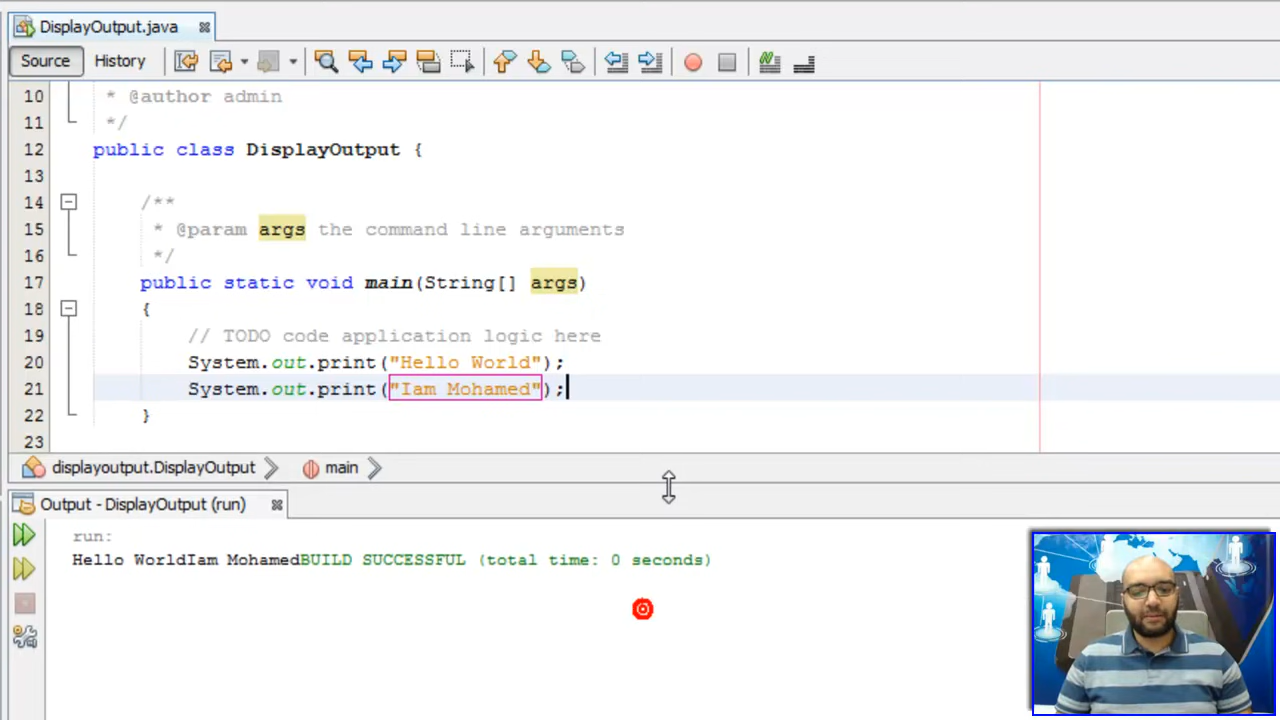 DisplayOutput.java
Source History
10 * @author admin
11 */
12 public class DisplayOutput {
13
14 /**
15 * @param args the command line arguments
16 */
17 public static void main(String[] args)
18 {
19 // TODO code application logic here
20 System.out.print("Hello World");
21 System.out.print("Iam Mohamed");
22 }
23
displayoutput.DisplayOutput main
Output - DisplayOutput (run)
run:
Hello WorldIam MohamedBUILD SUCCESSFUL (total time: 0 seconds)